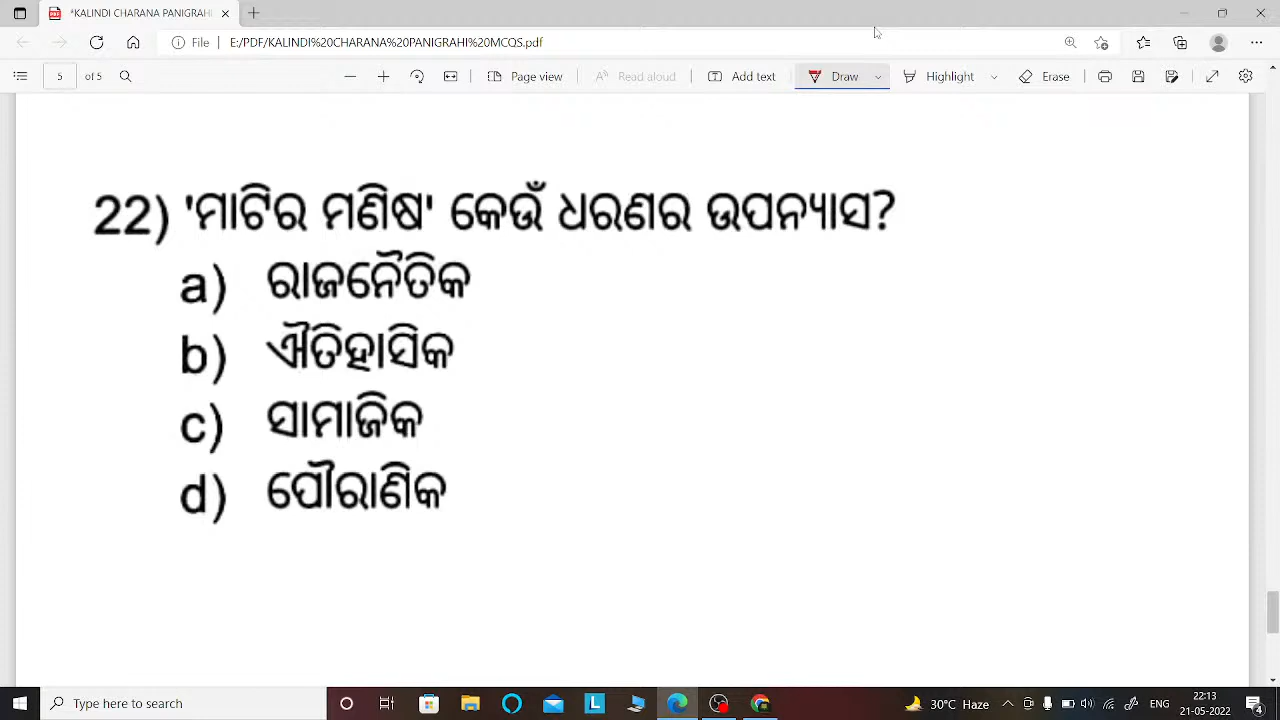 *KALINDI CHARANA PANIGRAHI
File | E:/PDF/KALINDI%20CHARANA%20PANIGRAHI%20MCQS.pdf
5 of 5 Page view Read aloud Add text Draw Highlight Erase
22) 'ମାଟିର ମଣିଷ' କେଉଁ ଧରଣର ଉପନ୍ୟାସ?
a) ରାଜନୈତିକ
b) ଐତିହାସିକ
c) ସାମାଜିକ
d) ପୌରାଣିକ
Type here to search 30°C Haze ENG 22:13
21-05-2022